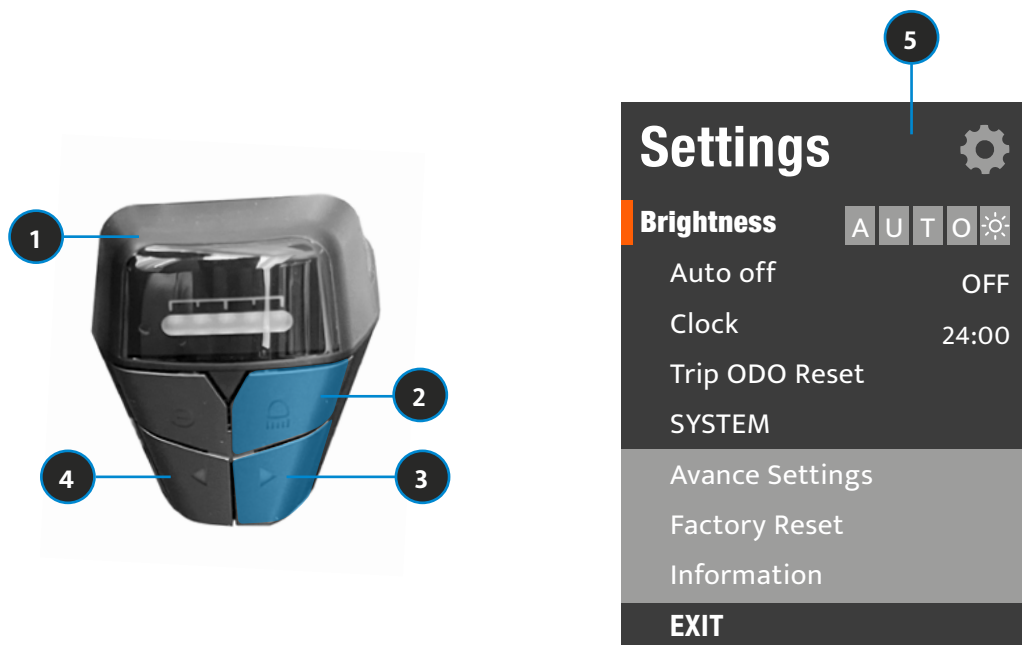 5
Settings
Brightness AUTO
Auto off OFF
Clock 24:00
Trip ODO Reset
SYSTEM
Avance Settings
Factory Reset
Information
EXIT
1
2
4
3